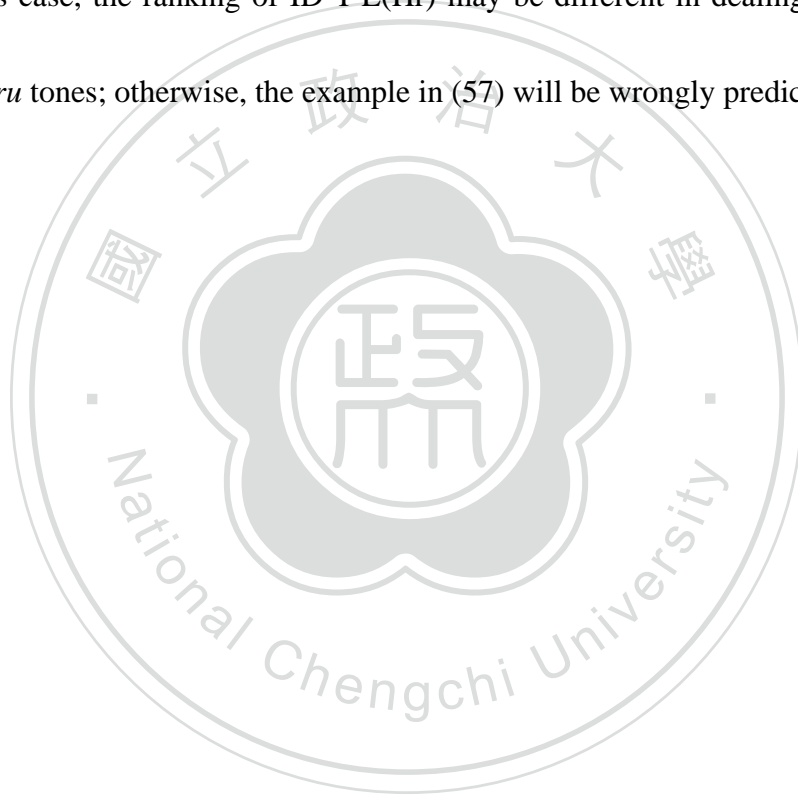 s case, the ranking of may be different in dealing
ru tones; otherwise, the example in (57) will be wrongly predic
國立政治大學
政
National Chengchi University